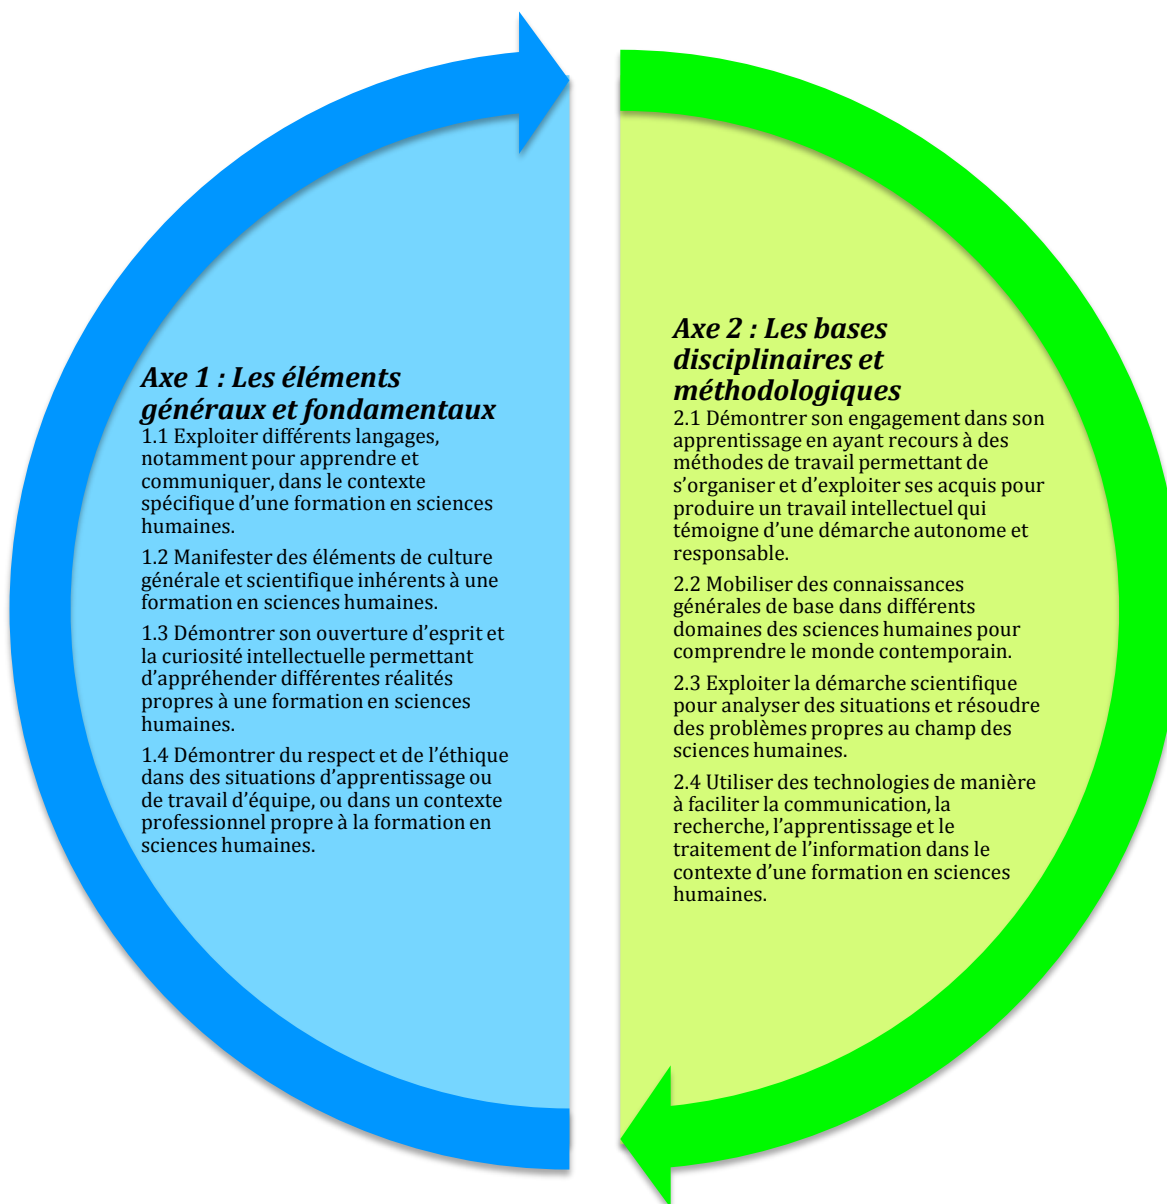 Axe 1 : Les éléments
généraux et fondamentaux
1.1 Exploiter différents langages,
notamment pour apprendre et
communiquer, dans le contexte
spécifique d’une formation en sciences
humaines.
1.2 Manifester des éléments de culture
générale et scientifique inhérents à une
formation en sciences humaines.
1.3 Démontrer son ouverture d’esprit et
la curiosité intellectuelle permettant
d’appréhender différentes réalités
propres à une formation en sciences
humaines.
1.4 Démontrer du respect et de l’éthique
dans des situations d’apprentissage ou
de travail d’équipe, ou dans un contexte
professionnel propre à la formation en
sciences humaines.
Axe 2 : Les bases
disciplinaires et
méthodologiques
2.1 Démontrer son engagement dans son
apprentissage en ayant recours à des
méthodes de travail permettant de
s’organiser et d’exploiter ses acquis pour
produire un travail intellectuel qui
témoigne d’une démarche autonome et
responsable.
2.2 Mobiliser des connaissances
générales de base dans différents
domaines des sciences humaines pour
comprendre le monde contemporain.
2.3 Exploiter la démarche scientifique
pour analyser des situations et résoudre
des problèmes propres au champ des
sciences humaines.
2.4 Utiliser des technologies de manière
à faciliter la communication, la
recherche, l’apprentissage et le
traitement de l’information dans le
contexte d’une formation en sciences
humaines.